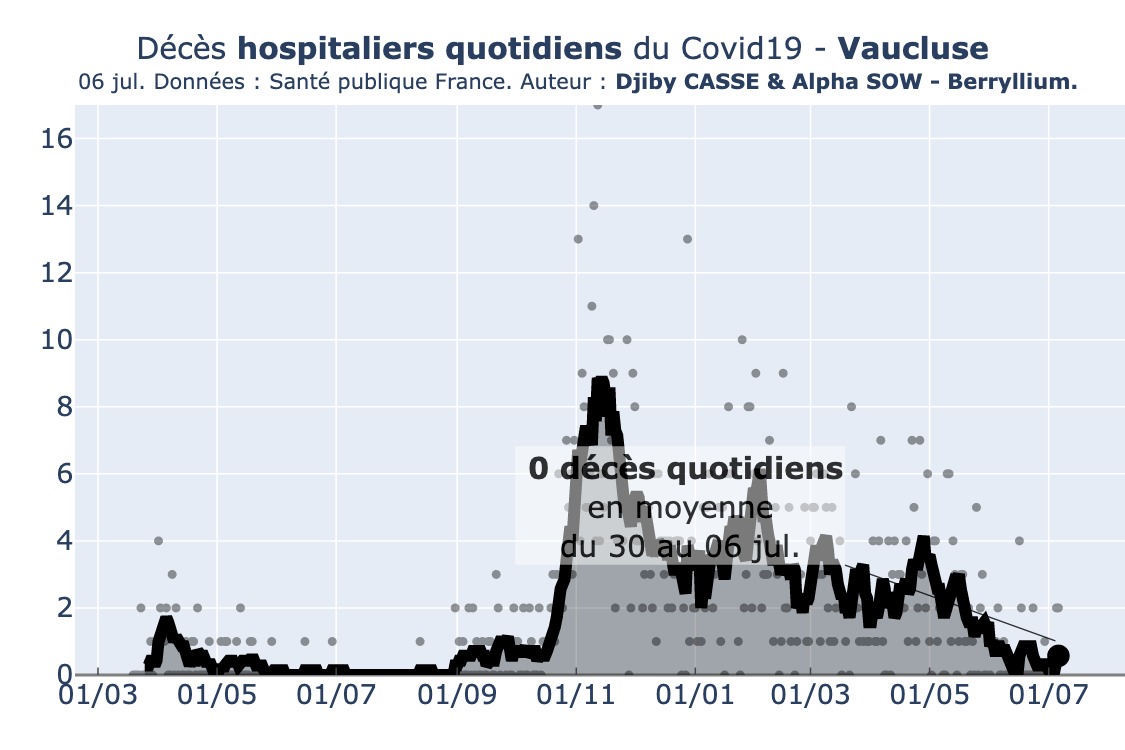 Décès hospitaliers quotidiens du Covid19 - Vaucluse
06 jul. Données : Santé publique France. Auteur : Djiby CASSE & Alpha SOW - Berryllium.
16
14
12
10
8
6
4
2
0
0 décès quotidiens
en moyenne
du 30 au 06 jul.
01/03 01/05 01/07 01/09 01/11 01/01 01/03 01/05 01/07